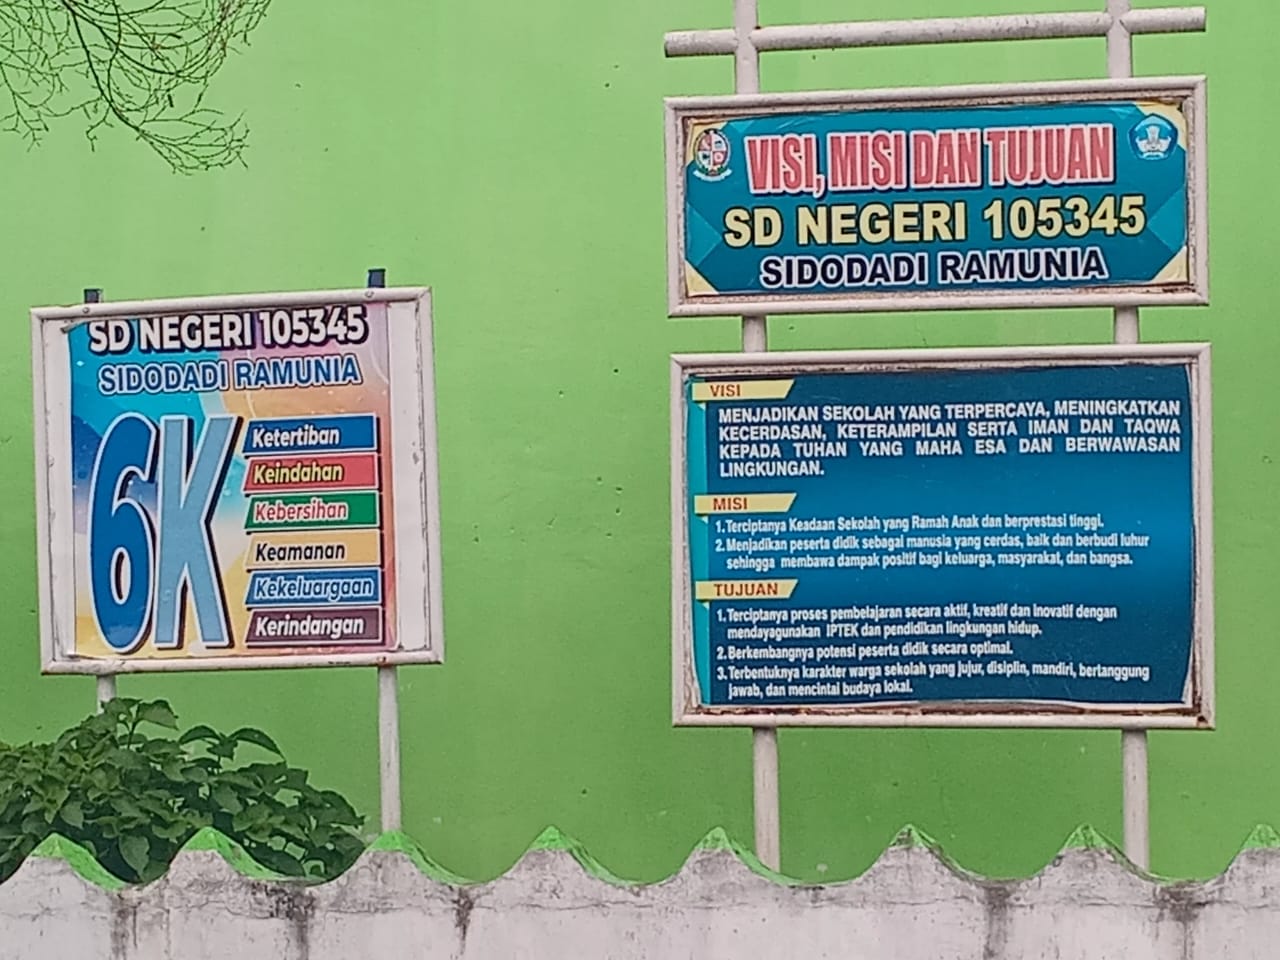 SD NEGERI 105345
SIDODADI RAMUNIA
6K
Ketertiban
Keindahan
Kebersihan
Keamanan
Kekeluargaan
Kerindangan
VISI, MISI DAN TUJUAN
SD NEGERI 105345
SIDODADI RAMUNIA
VISI
MENJADIKAN SEKOLAH YANG TERPERCAYA, MENINGKATKAN
KECERDASAN, KETERAMPILAN SERTA IMAN DAN TAQWA
KEPADA TUHAN YANG MAHA ESA DAN BERWAWASAN
LINGKUNGAN.
MISI
1. Terciptanya Keadaan Sekolah yang Ramah Anak dan berprestasi tinggi.
2. Menjadikan peserta didik sebagai manusia yang cerdas, baik dan berbudi luhur
sehingga membawa dampak positif bagi keluarga, masyarakat, dan bangsa.
TUJUAN
1. Terciptanya proses pembelajaran secara aktif, kreatif dan inovatif dengan
mendayagunakan IPTEK dan pendidikan lingkungan hidup.
2. Berkembangnya potensi peserta didik secara optimal.
3. Terbentuknya karakter warga sekolah yang jujur, disiplin, mandiri, bertanggung
jawab, dan mencintai budaya lokal.